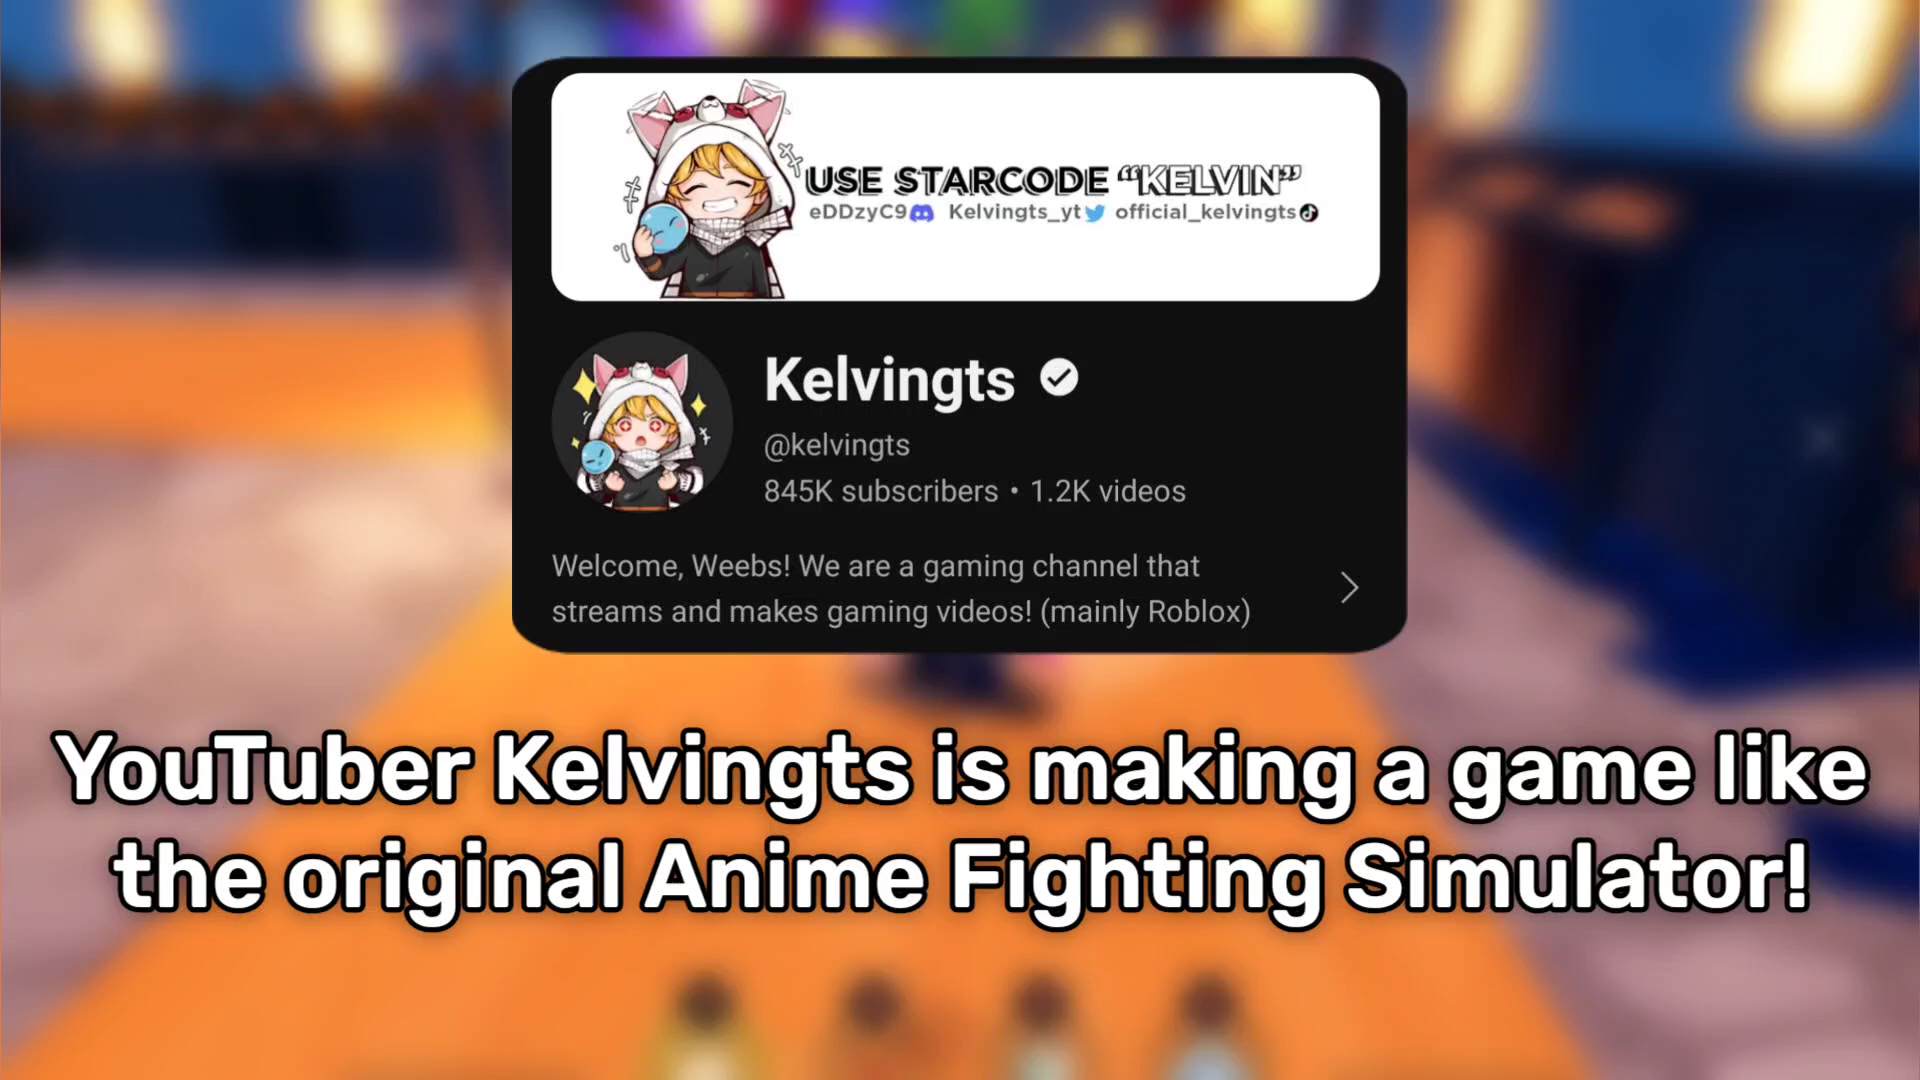 USE STARCODE “KELVIN”
eDDzyC9 Kelvingts_yt official_kelvingts
Kelvingts
@kelvingts
845K subscribers • 1.2K videos
Welcome, Weebs! We are a gaming channel that
streams and makes gaming videos! (mainly Roblox)
YouTuber Kelvingts is making a game like
the original Anime Fighting Simulator!